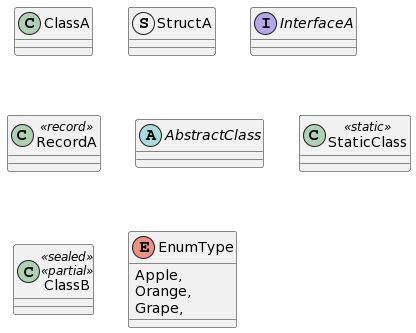 C ClassA
S StructA
I InterfaceA
C «record»
RecordA
A AbstractClass
C «static»
StaticClass
C «sealed»
«partial»
ClassB
E EnumType
Apple,
Orange,
Grape,